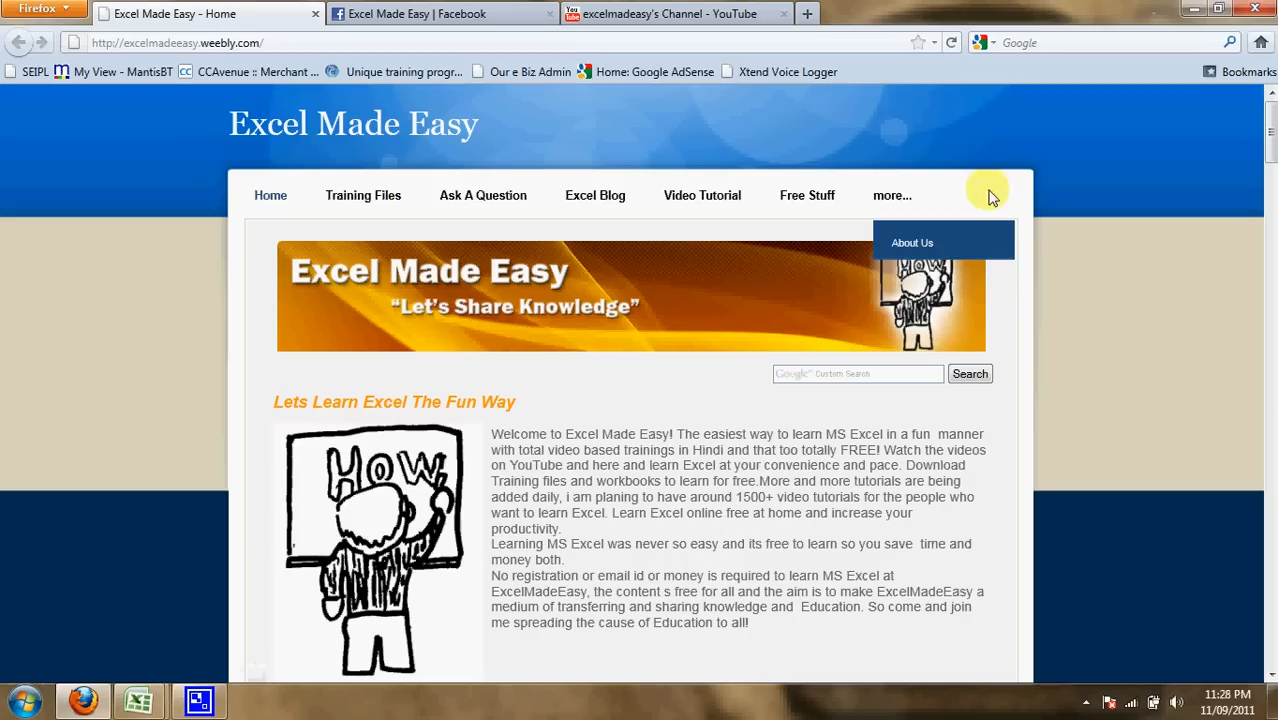 Firefox
Excel Made Easy - Home
Excel Made Easy | Facebook
You Tube
excelmadeasy's Channel - YouTube
http://excelmadeeasy.weebly.com/
Google
SEIPL
My View - MantisBT
CC
CCAvenue :: Merchant ...
Unique training progr...
Our e Biz Admin
Home: Google AdSense
Xtend Voice Logger
Bookmarks
Excel Made Easy
Home
Training Files
Ask A Question
Excel Blog
Video Tutorial
Free Stuff
more...
About Us
Excel Made Easy
“Let’s Share Knowledge”
HOW
Google™ Custom Search
Search
Lets Learn Excel The Fun Way
HOW
Welcome to Excel Made Easy! The easiest way to learn MS Excel in a fun manner
with total video based trainings in Hindi and that too totally FREE! Watch the videos
on YouTube and here and learn Excel at your convenience and pace. Download
Training files and workbooks to learn for free.More and more tutorials are being
added daily, i am planing to have around 1500+ video tutorials for the people who
want to learn Excel. Learn Excel online free at home and increase your
productivity.
Learning MS Excel was never so easy and its free to learn so you save time and
money both.
No registration or email id or money is required to learn MS Excel at
ExcelMadeEasy, the content s free for all and the aim is to make ExcelMadeEasy a
medium of transferring and sharing knowledge and Education. So come and join
me spreading the cause of Education to all!
11:28 PM
11/09/2011